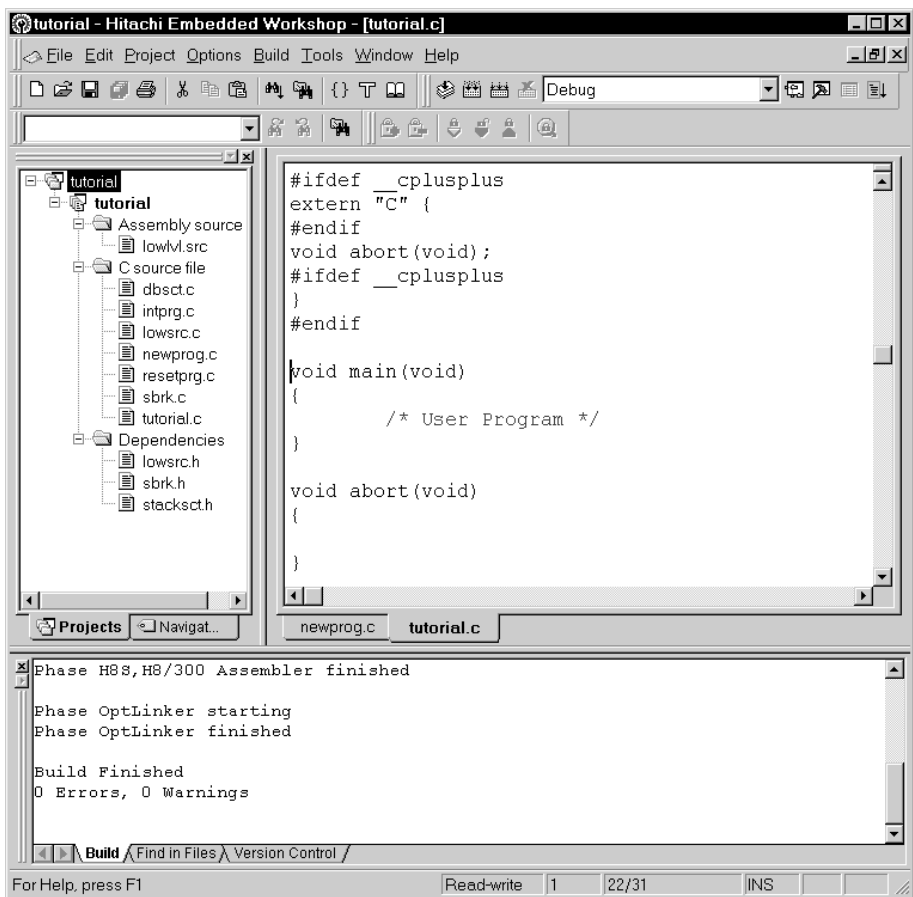 tutorial - Hitachi Embedded Workshop - [tutorial.c]
File Edit Project Options Build Tools Window Help
Debug
tutorial
tutorial
Assembly source
lowlvl.src
C source file
dbsct.c
intprg.c
lowsrc.c
newprog.c
resetprg.c
sbrk.c
tutorial.c
Dependencies
lowsrc.h
sbrk.h
stacksct.h
Projects Navigat...
#ifdef __cplusplus
extern "C" {
#endif
void abort(void);
#ifdef __cplusplus
}
#endif
void main(void)
{
/* User Program */
}
void abort(void)
{
}
newprog.c tutorial.c
Phase H8S,H8/300 Assembler finished
Phase OptLinker starting
Phase OptLinker finished
Build Finished
0 Errors, 0 Warnings
Build Find in Files Version Control
For Help, press F1 Read-write 1 22/31 INS